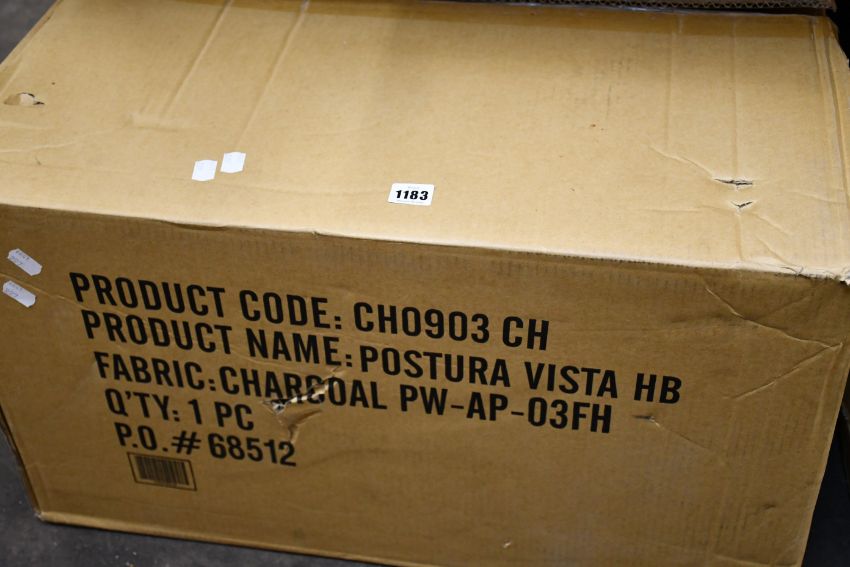 1183
PRODUCT CODE: CH0903 CH
PRODUCT NAME: POSTURA VISTA HB
FABRIC: CHARCOAL PW-AP-03FH
Q'TY: 1 PC
P.O.# 68512